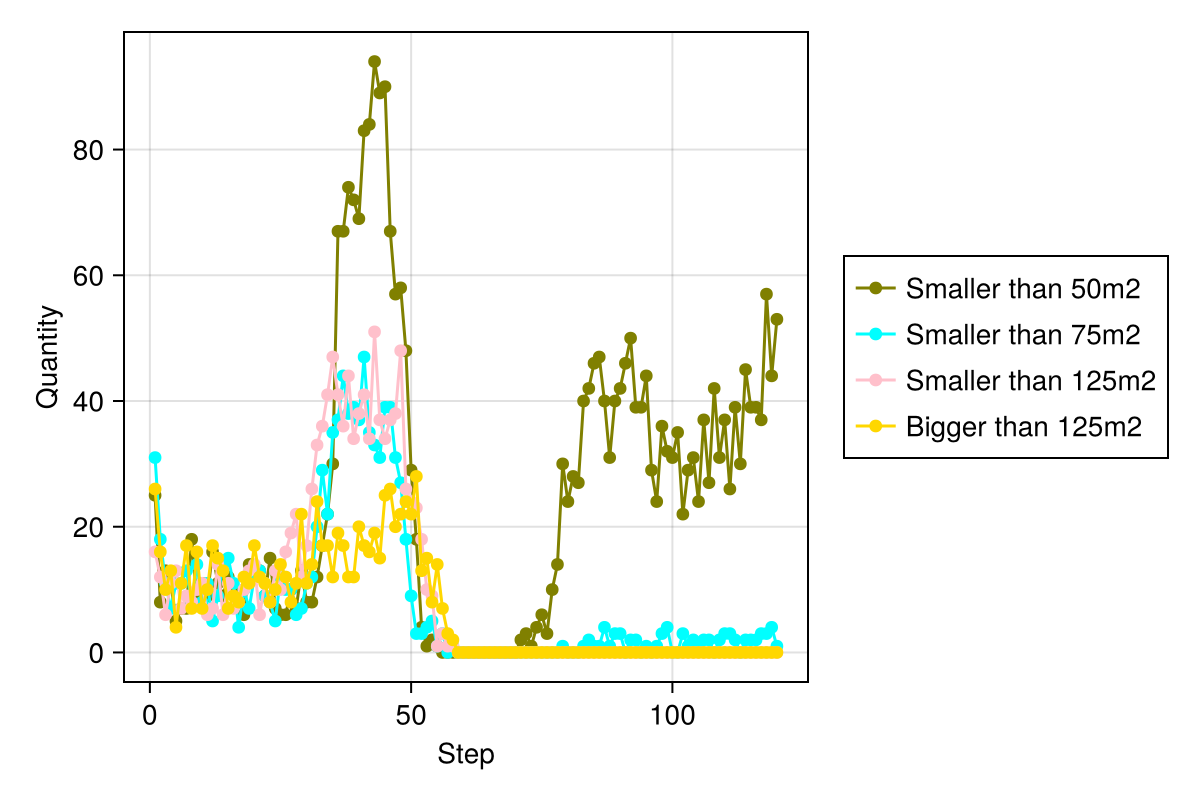 80
60
40
20
0
Quantity
0 50 100
Step
Smaller than 50m2
Smaller than 75m2
Smaller than 125m2
Bigger than 125m2